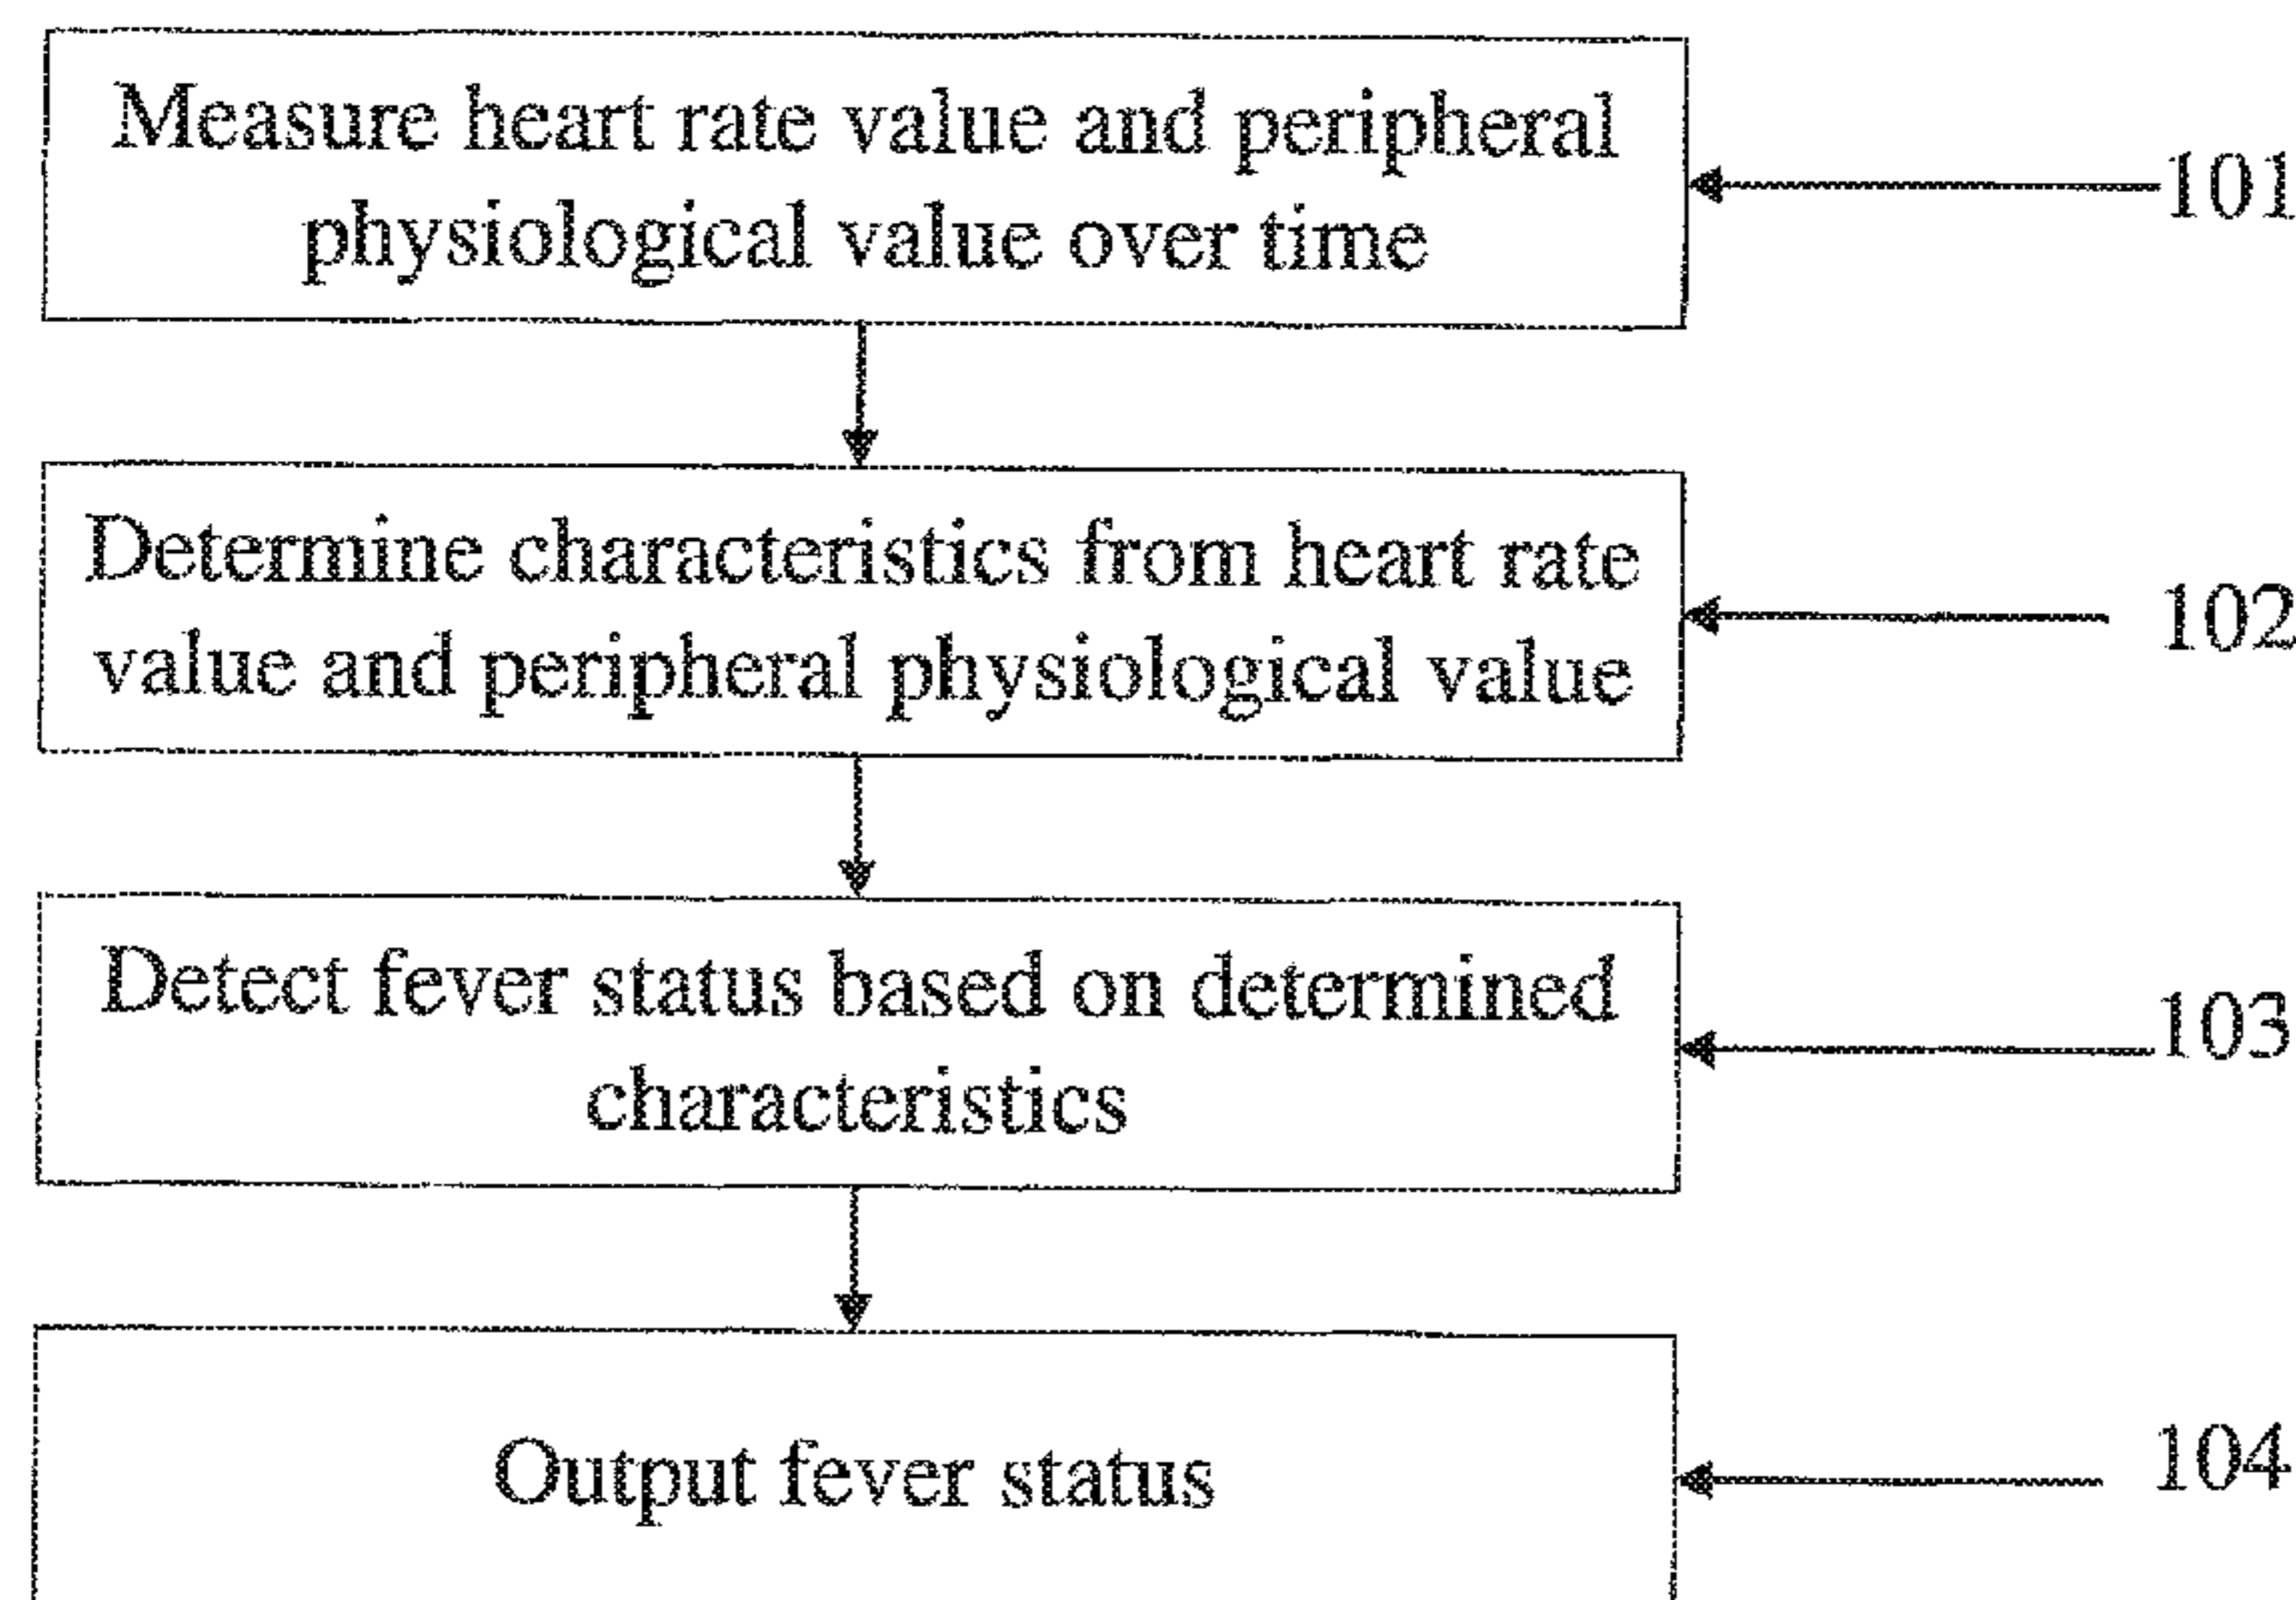 Measure heart rate value and peripheral
physiological value over time
101
Determine characteristics from heart rate
value and peripheral physiological value
102
Detect fever status based on determined
characteristics
103
Output fever status
104